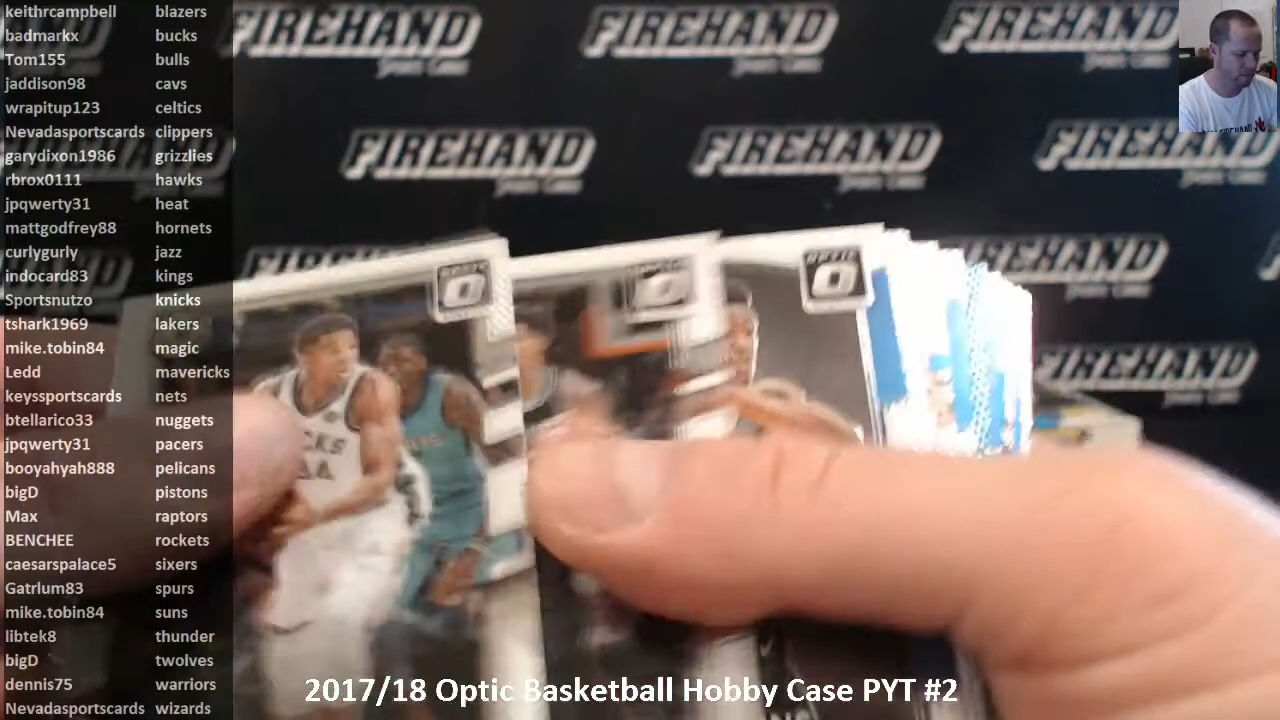 keithrcampbell blazers
badmarkx bucks
Tom155 bulls
jaddison98 cavs
wrapitup123 celtics
Nevadasportscards clippers
garydixon1986 grizzlies
rbrox0111 hawks
jpqwerty31 heat
mattgodfrey88 hornets
curlygurly jazz
indocard83 kings
Sportsnutzo knicks
tshark1969 lakers
mike.tobin84 magic
Ledd mavericks
keyssportscards nets
btellarico33 nuggets
jpqwerty31 pacers
booyahyah888 pelicans
bigD pistons
Max raptors
BENCHEE rockets
caesarspalace5 sixers
Gatrlum83 spurs
mike.tobin84 suns
libtek8 thunder
bigD twolves
dennis75 warriors
Nevadasportscards wizards
FIREHAND FIREHAND FIREHAND
FIREHAND FIREHAND FIREHAND
FIREHAND FIREHAND
FIREHAND
OPTIC
2017/18 Optic Basketball Hobby Case PYT #2